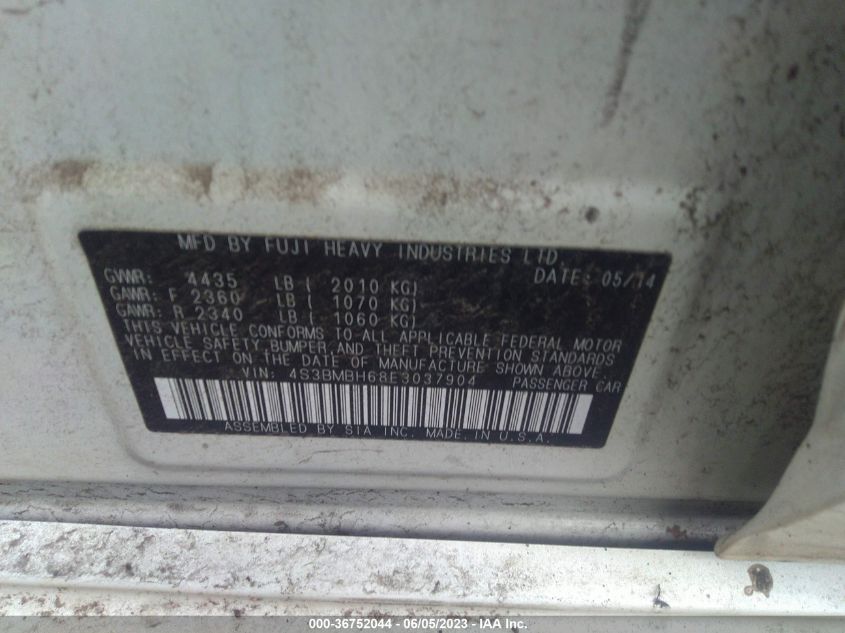 MFD BY FUJI HEAVY INDUSTRIES LTD.
DATE: 05/14
GVWR: 4435 LB ( 2010 KG)
GAWR: F 2360 LB ( 1070 KG)
GAWR: R 2340 LB ( 1060 KG)
THIS VEHICLE CONFORMS TO ALL APPLICABLE FEDERAL MOTOR
VEHICLE SAFETY, BUMPER AND THEFT PREVENTION STANDARDS
IN EFFECT ON THE DATE OF MANUFACTURE SHOWN ABOVE.
VIN: 4S3BMBH68E3037904 PASSENGER CAR
ASSEMBLED BY SIA INC. MADE IN U.S.A.
000-36752044 / 06/05/2023 - IAA Inc.